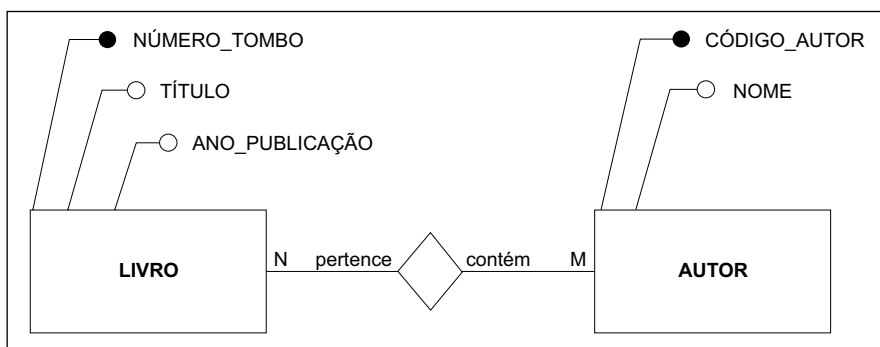 NÚMERO_TOMBO
CÓDIGO_AUTOR
TÍTULO
NOME
ANO_PUBLICAÇÃO
N pertence contém M
LIVRO
AUTOR